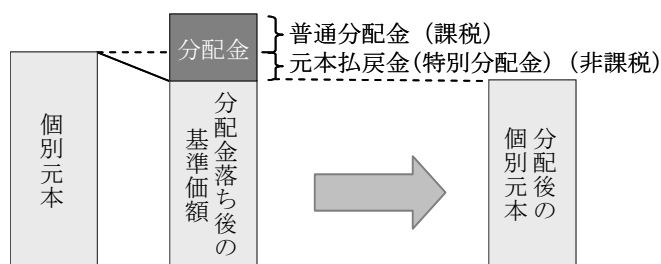 普通分配金（課税）
分配金
元本払戻金（特別分配金）（非課税）
個別元本
分配金落ち後の
基準価額
分配後の
個別元本